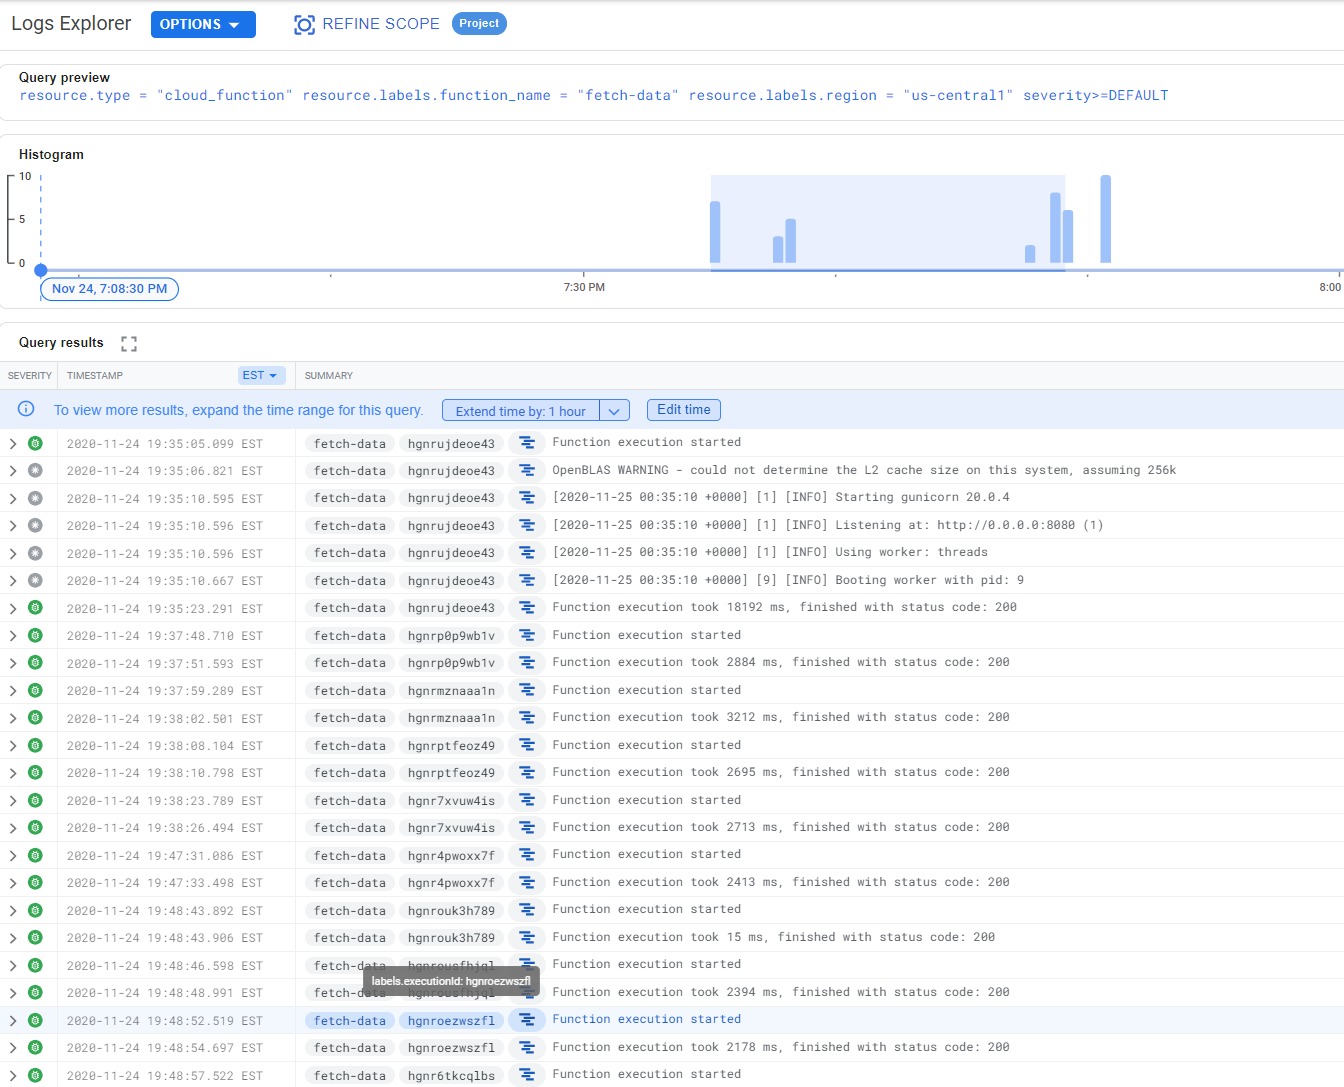 Logs Explorer OPTIONS REFINE SCOPE Project
Query preview
resource.type = "cloud_function" resource.labels.function_name = "fetch-data" resource.labels.region = "us-central1" severity>=DEFAULT
Histogram
10
5
0
Nov 24, 7:08:30 PM 7:30 PM 8:00
Query results
SEVERITY TIMESTAMP EST SUMMARY
To view more results, expand the time range for this query. Extend time by: 1 hour Edit time
2020-11-24 19:35:05.099 EST fetch-data hgnrujdeoe43 Function execution started
2020-11-24 19:35:06.821 EST fetch-data hgnrujdeoe43 OpenBLAS WARNING - could not determine the L2 cache size on this system, assuming 256k
2020-11-24 19:35:10.595 EST fetch-data hgnrujdeoe43 [2020-11-25 00:35:10 +0000] [1] [INFO] Starting gunicorn 20.0.4
2020-11-24 19:35:10.596 EST fetch-data hgnrujdeoe43 [2020-11-25 00:35:10 +0000] [1] [INFO] Listening at: http://0.0.0.0:8080 (1)
2020-11-24 19:35:10.596 EST fetch-data hgnrujdeoe43 [2020-11-25 00:35:10 +0000] [1] [INFO] Using worker: threads
2020-11-24 19:35:10.667 EST fetch-data hgnrujdeoe43 [2020-11-25 00:35:10 +0000] [9] [INFO] Booting worker with pid: 9
2020-11-24 19:35:23.291 EST fetch-data hgnrujdeoe43 Function execution took 18192 ms, finished with status code: 200
2020-11-24 19:37:48.710 EST fetch-data hgnrp0p9wb1v Function execution started
2020-11-24 19:37:51.593 EST fetch-data hgnrp0p9wb1v Function execution took 2884 ms, finished with status code: 200
2020-11-24 19:37:59.289 EST fetch-data hgnrmznaaa1n Function execution started
2020-11-24 19:38:02.501 EST fetch-data hgnrmznaaa1n Function execution took 3212 ms, finished with status code: 200
2020-11-24 19:38:08.104 EST fetch-data hgnrptfeoz49 Function execution started
2020-11-24 19:38:10.798 EST fetch-data hgnrptfeoz49 Function execution took 2695 ms, finished with status code: 200
2020-11-24 19:38:23.789 EST fetch-data hgnr7xvuw4is Function execution started
2020-11-24 19:38:26.494 EST fetch-data hgnr7xvuw4is Function execution took 2713 ms, finished with status code: 200
2020-11-24 19:47:31.086 EST fetch-data hgnr4pwoxx7f Function execution started
2020-11-24 19:47:33.498 EST fetch-data hgnr4pwoxx7f Function execution took 2413 ms, finished with status code: 200
2020-11-24 19:48:43.892 EST fetch-data hgnrouk3h789 Function execution started
2020-11-24 19:48:43.906 EST fetch-data hgnrouk3h789 Function execution took 15 ms, finished with status code: 200
2020-11-24 19:48:46.598 EST fetch-data hgnrousfhjql Function execution started
labels.executionId: hgnroezwszfl
2020-11-24 19:48:48.991 EST fetch-data hgnrousfhjql Function execution took 2394 ms, finished with status code: 200
2020-11-24 19:48:52.519 EST fetch-data hgnroezwszfl Function execution started
2020-11-24 19:48:54.697 EST fetch-data hgnroezwszfl Function execution took 2178 ms, finished with status code: 200
2020-11-24 19:48:57.522 EST fetch-data hgnr6tkcqlbs Function execution started